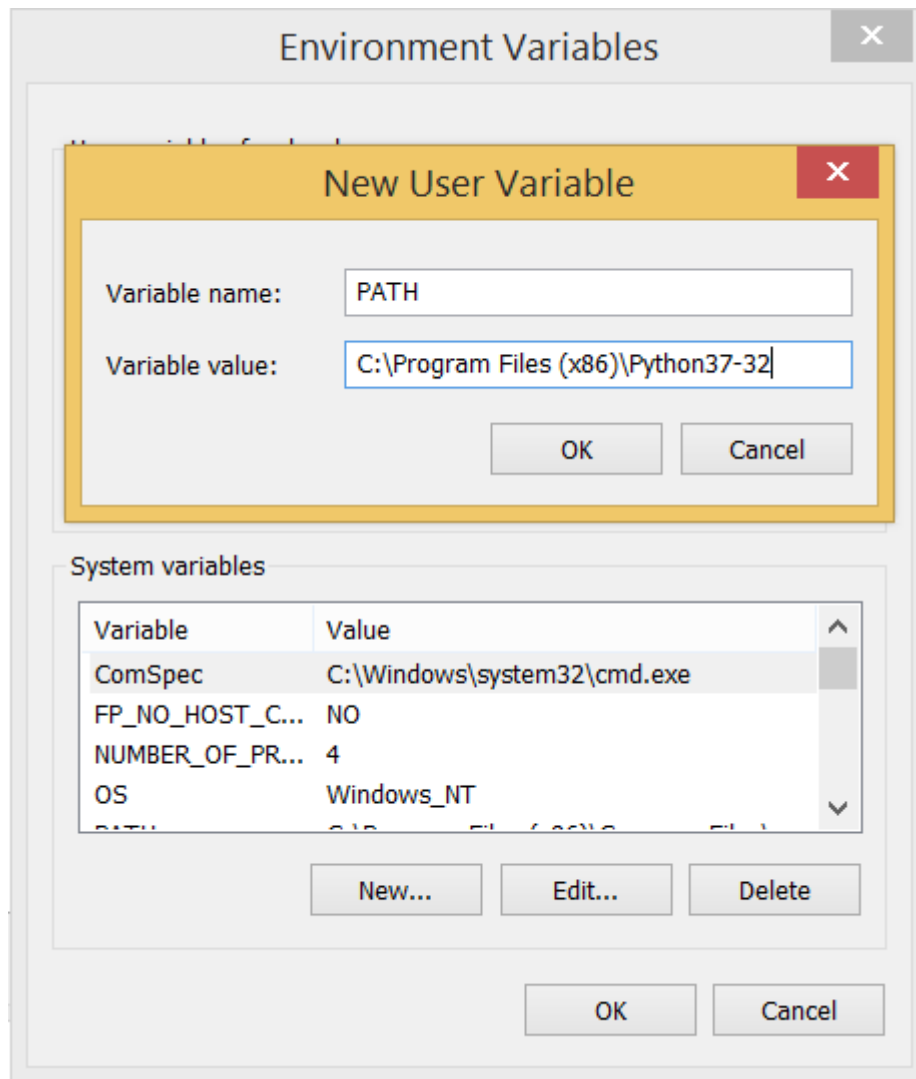 Environment Variables
New User Variable
Variable name: PATH
Variable value: C:\Program Files (x86)\Python37-32
OK Cancel
System variables
Variable Value
ComSpec C:\Windows\system32\cmd.exe
FP_NO_HOST_C... NO
NUMBER_OF_PR... 4
OS Windows_NT
New... Edit... Delete
OK Cancel